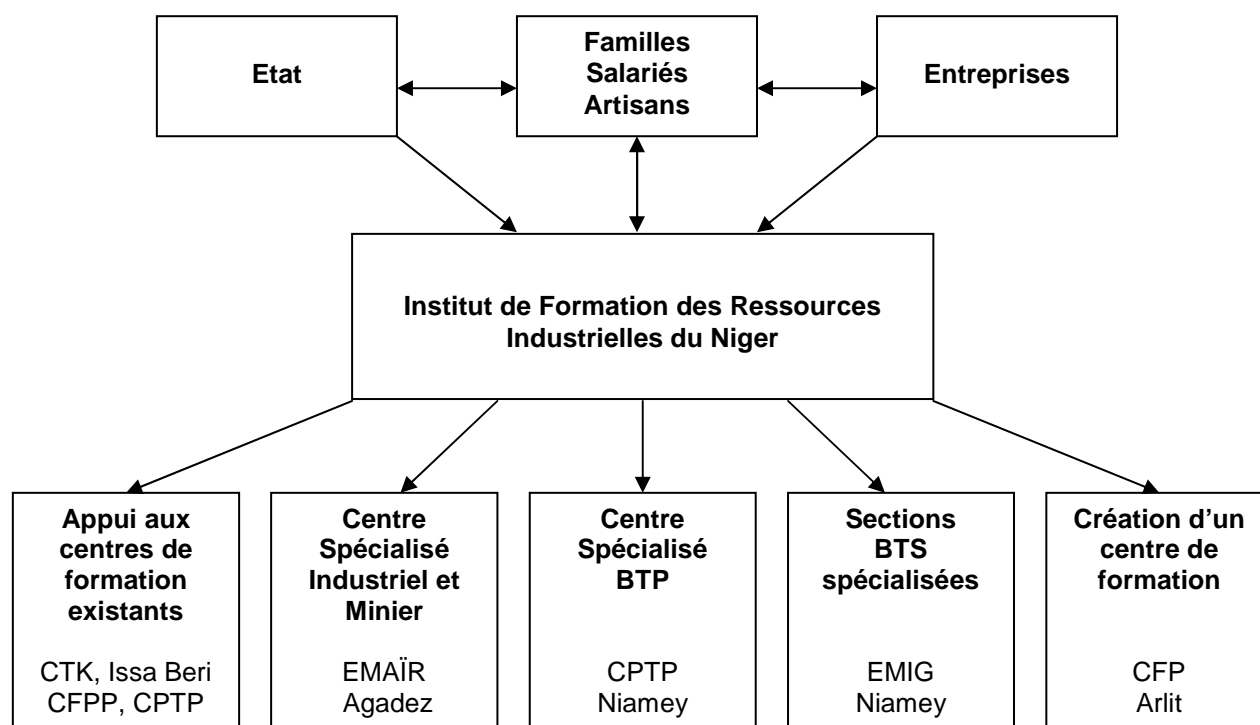 Etat
Familles
Salariés
Artisans
Entreprises
Institut de Formation des Ressources
Industrielles du Niger
Appui aux
centres de
formation
existants
CTK, Issa Beri
CFPP, CPTP
Centre
Spécialisé
Industriel et
Minier
EMAÏR
Agadez
Centre
Spécialisé
BTP
CPTP
Niamey
Sections
BTS
spécialisées
EMIG
Niamey
Création d’un
centre de
formation
CFP
Arlit